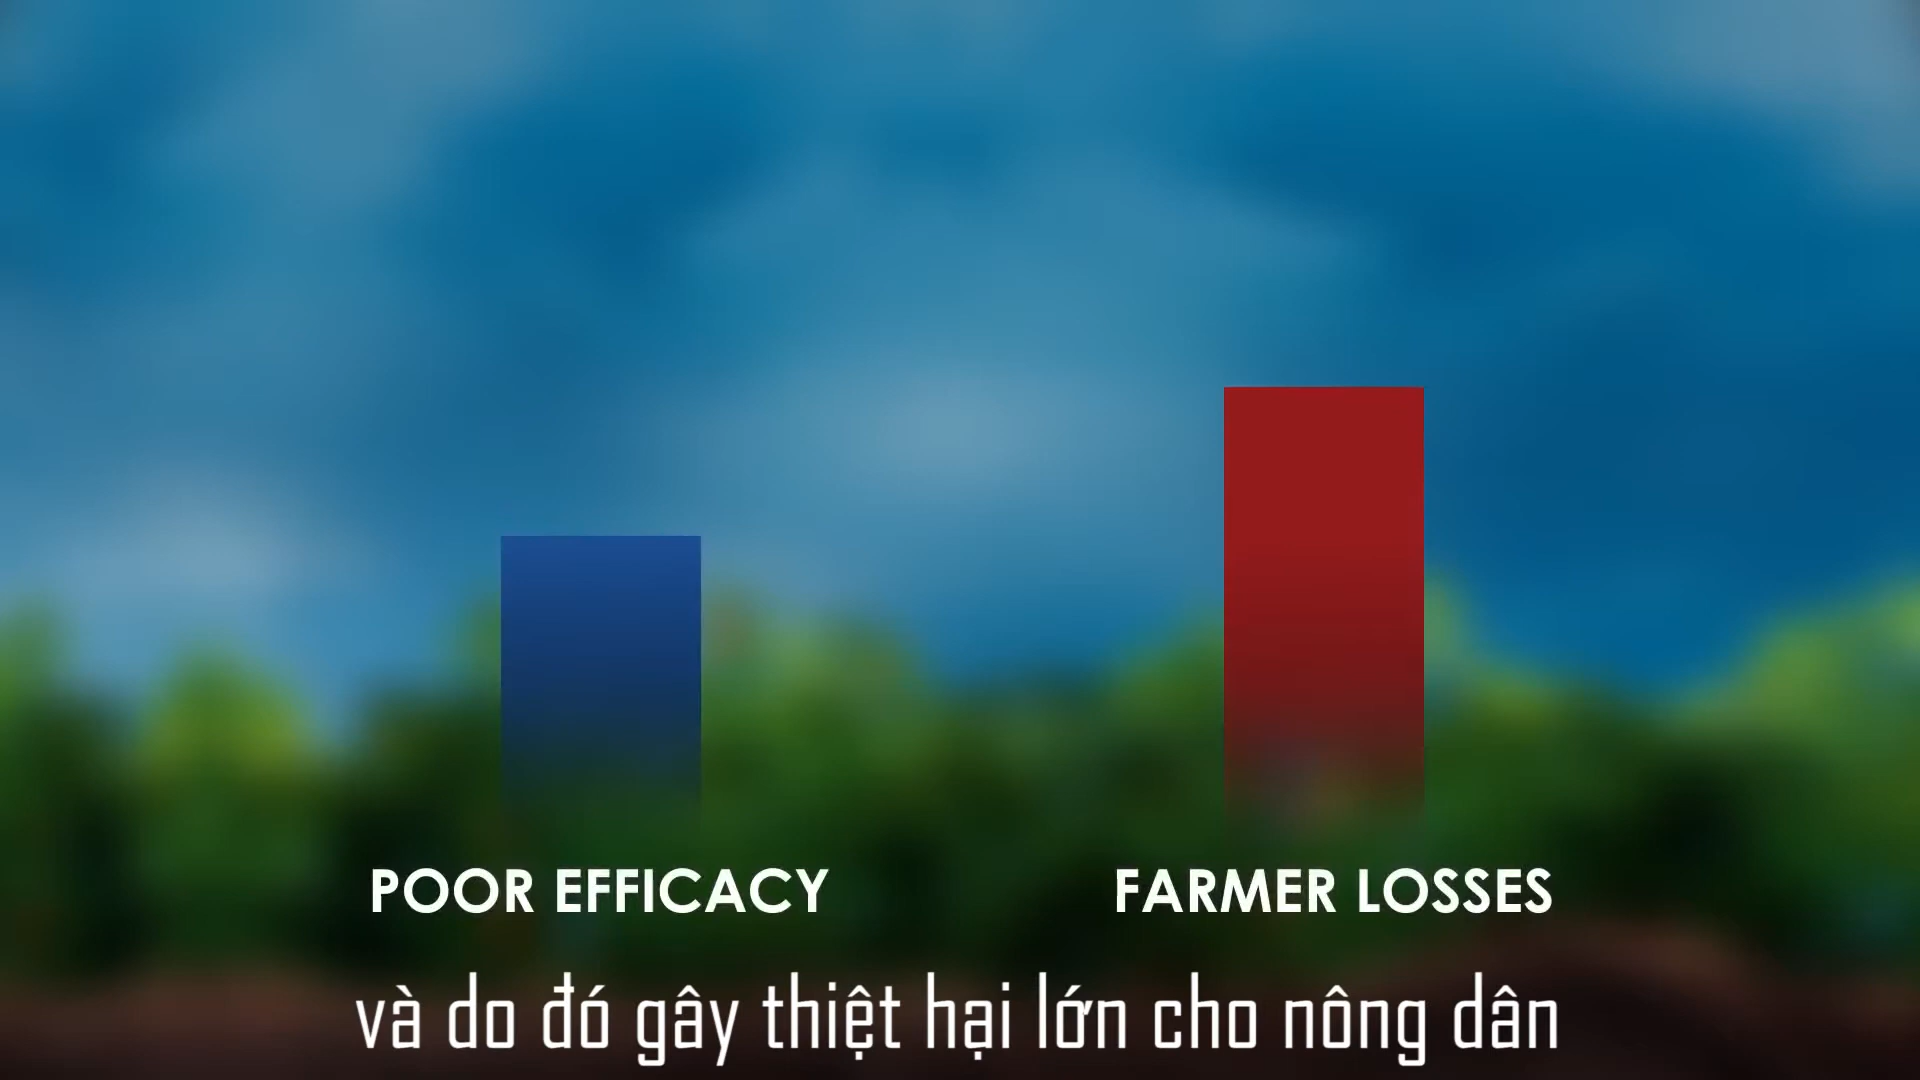 POOR EFFICACY
FARMER LOSSES
và do đó gây thiệt hại lớn cho nông dân